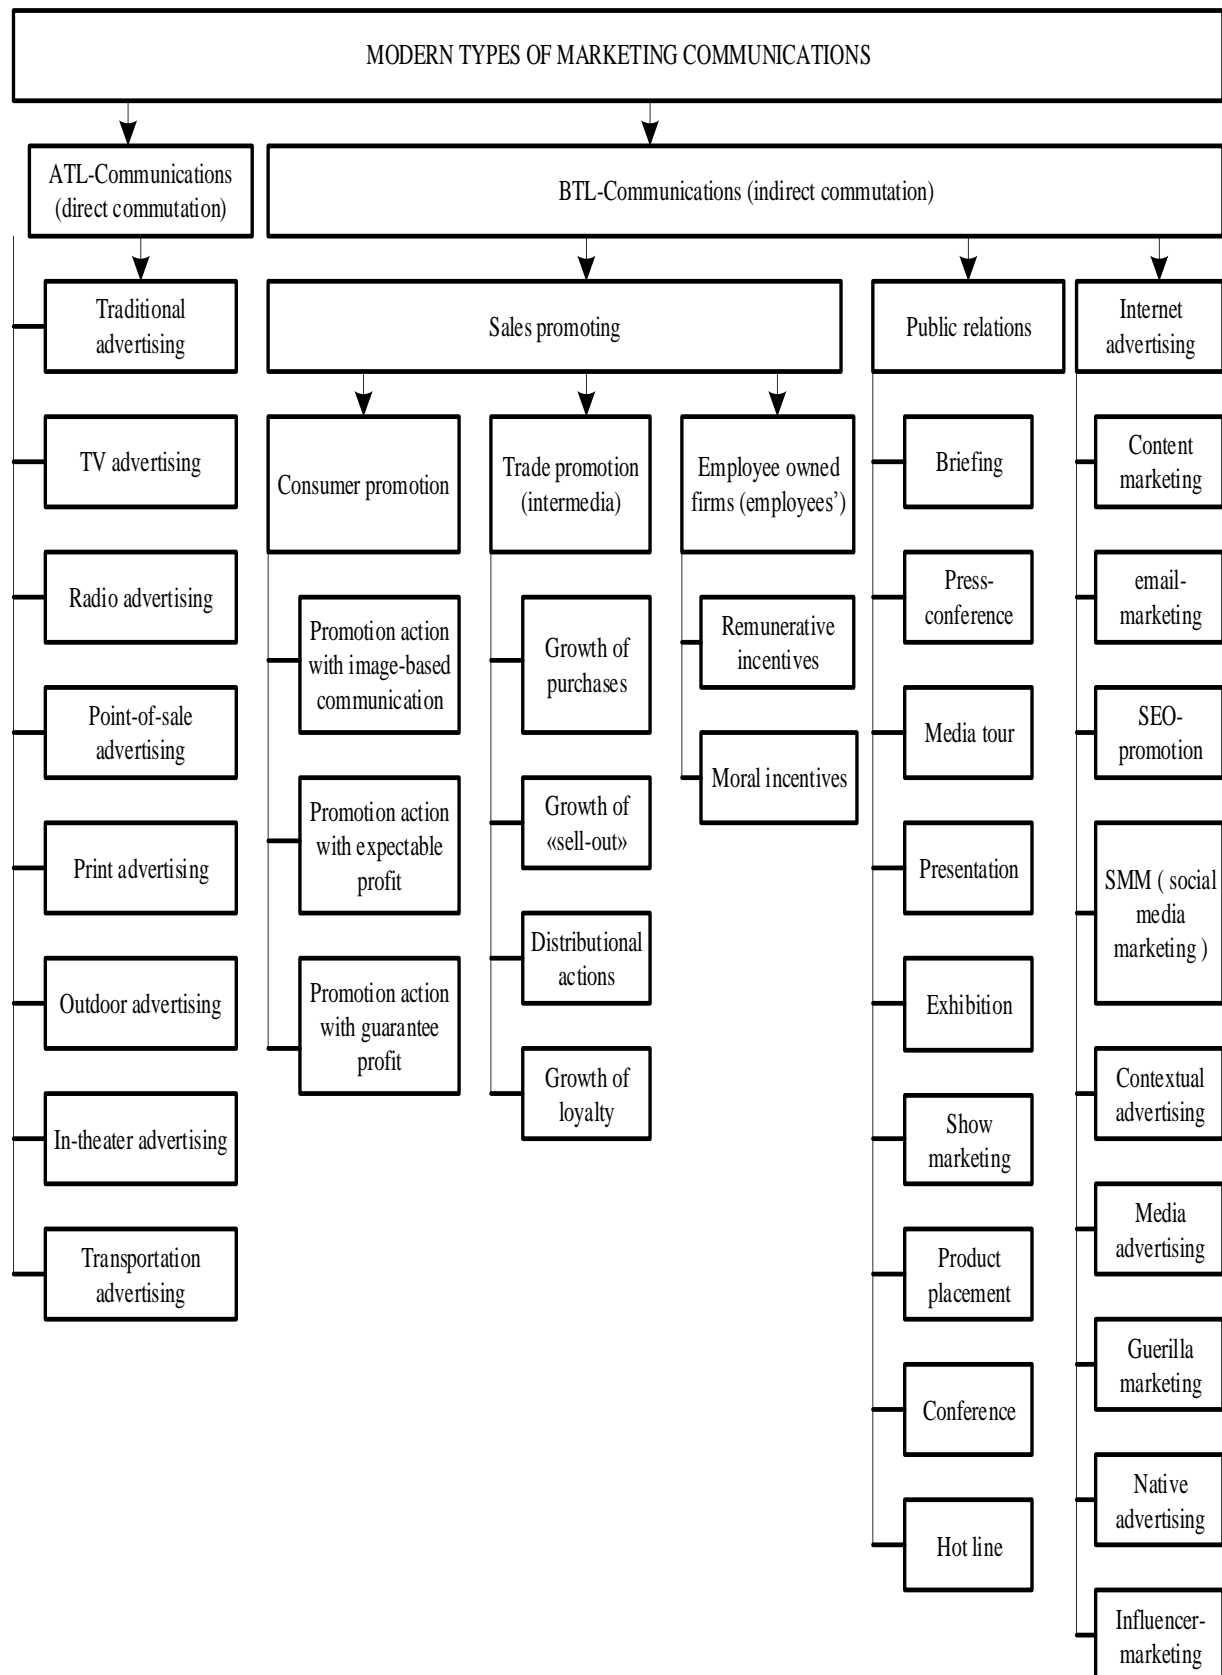 MODERN TYPES OF MARKETING COMMUNICATIONS
ATL-Communications
(direct commutation)
BTL-Communications (indirect commutation)
Traditional
advertising
TV advertising
Radio advertising
Point-of-sale
advertising
Print advertising
Outdoor advertising
In-theater advertising
Transportation
advertising
Sales promoting
Consumer promotion
Promotion action
with image-based
communication
Promotion action
with expectable
profit
Promotion action
with guarantee
profit
Trade promotion
(intermedia)
Growth of
purchases
Growth of
«sell-out»
Distributional
actions
Growth of
loyalty
Employee owned
firms (employees’)
Remunerative
incentives
Moral incentives
Public relations
Briefing
Press-
conference
Media tour
Presentation
Exhibition
Show
marketing
Product
placement
Conference
Hot line
Internet
advertising
Content
marketing
email-
marketing
SEO-
promotion
SMM ( social
media
marketing )
Contextual
advertising
Media
advertising
Guerilla
marketing
Native
advertising
Influencer-
marketing